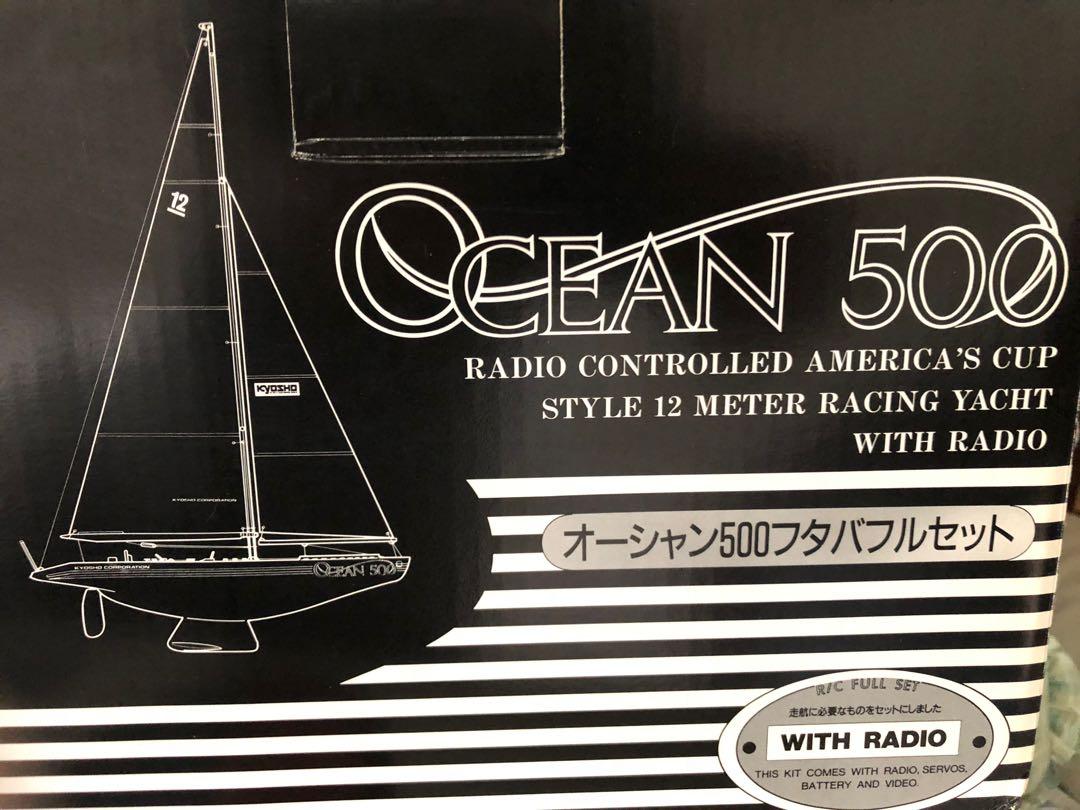 12
OCEAN 500
RADIO CONTROLLED AMERICA'S CUP
STYLE 12 METER RACING YACHT
WITH RADIO
KYOSHO
KYOSHO CORPORATION
オーシャン500フタバフルセット
KYOSHO CORPORATION
OCEAN 500
R/C FULL SET
走航に必要なものをセットにしました
WITH RADIO
THIS KIT COMES WITH RADIO, SERVOS,
BATTERY AND VIDEO.